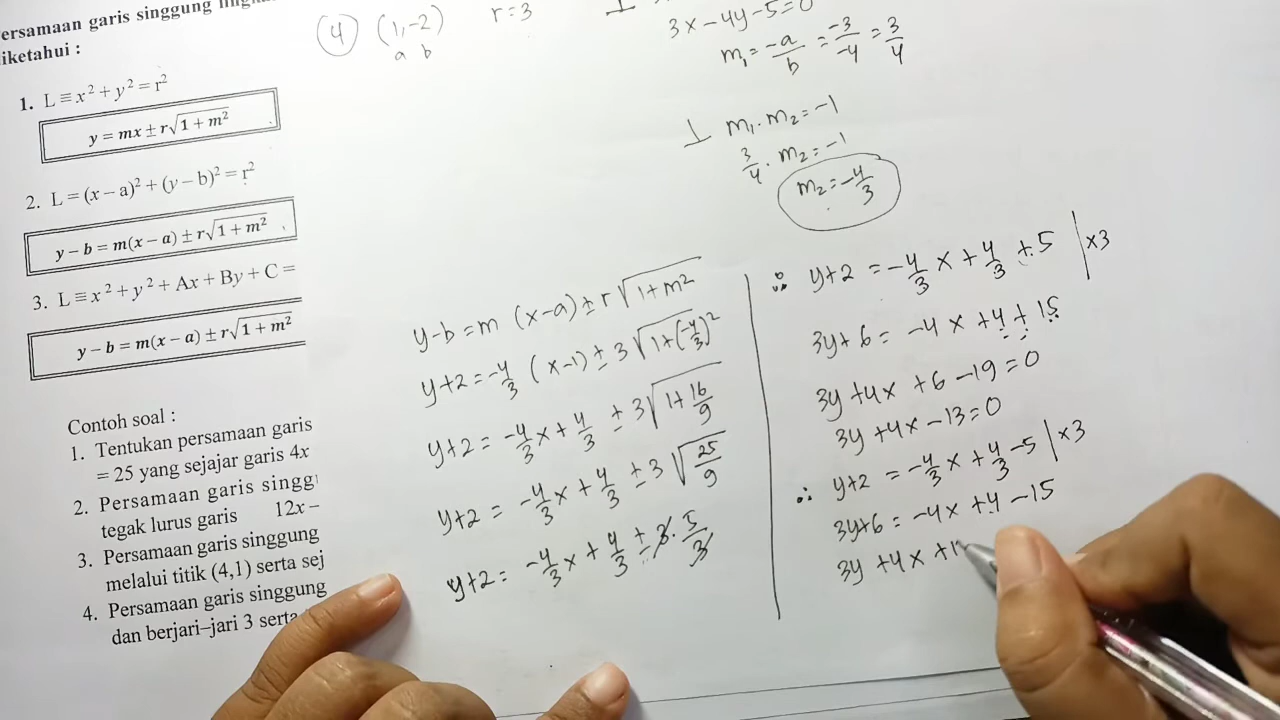 ersamaan garis singgung
iketahui :
1. L ≡ x² + y² = r²
y = mx ± r√1 + m²
2. L = (x – a)² + (y – b)² = r²
y – b = m(x – a) ± r√1 + m²
3. L ≡ x² + y² + Ax + By + C =
y – b = m(x – a) ± r√1 + m²
Contoh soal :
1. Tentukan persamaan garis
= 25 yang sejajar garis 4x
2. Persamaan garis singg
tegak lurus garis 12x–
3. Persamaan garis singgung
melalui titik (4,1) serta sej
4. Persamaan garis singgung
dan berjari–jari 3 serta
4 (1,-2) r=3
a b
y-b=m (x-a) ± r√1+m²
y+2=-4/3 (x-1) ± 3√1+(-4/3)²
y+2 = -4/3x + 4/3 ± 3√1+16/9
y+2 = -4/3x + 4/3 ± 3√25/9
y+2 = -4/3x + 4/3 ± 3. 5/3
⊥
3x-4y-5=0
m₁=-a/b = -3/-4 = 3/4
⊥ m₁. m₂=-1
3/4. m₂=-1
m₂=-4/3
∴ y+2 = -4/3 x + 4/3 + 5 | x3
3y+6 = -4x +4 + 15
3y +4x +6 -19=0
3y +4x -13=0
∴ y+2 = -4/3x + 4/3 -5 | x3
3y+6 = -4x +4 -15
3y +4x +1